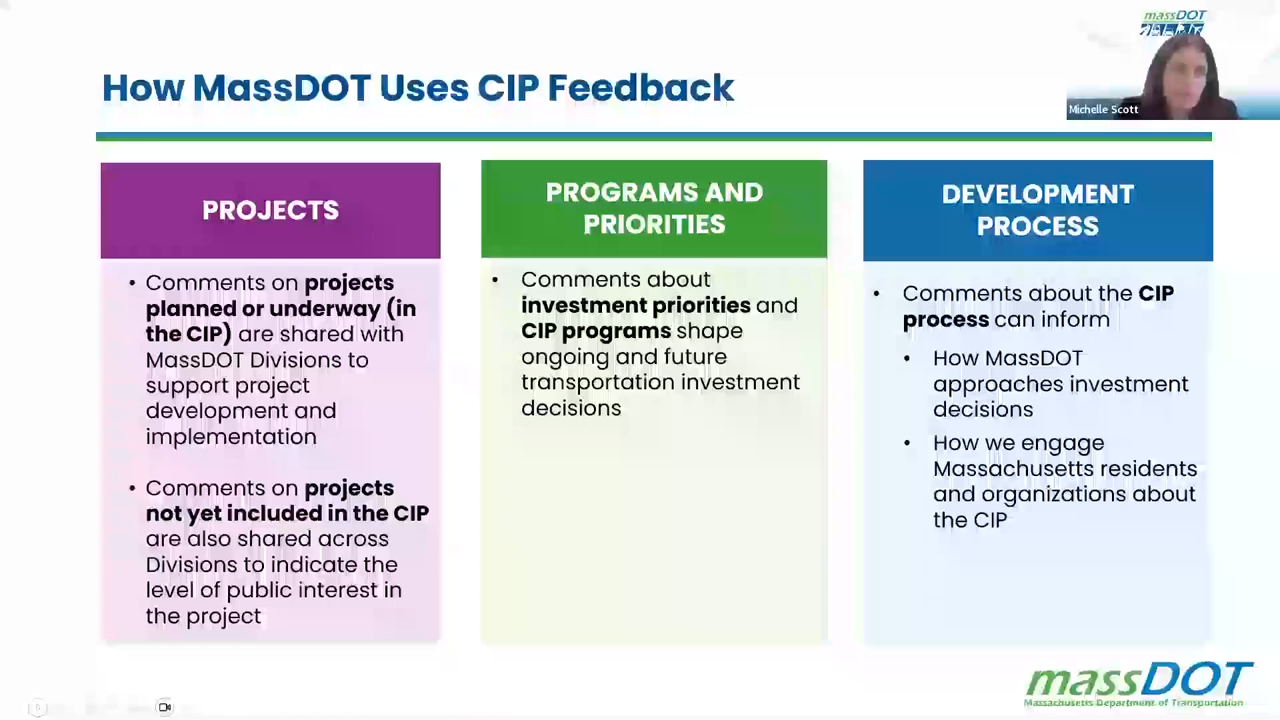 massDOT
Michelle Scott
How MassDOT Uses CIP Feedback
PROJECTS
• Comments on projects
planned or underway (in
the CIP) are shared with
MassDOT Divisions to
support project
development and
implementation
• Comments on projects
not yet included in the CIP
are also shared across
Divisions to indicate the
level of public interest in
the project
PROGRAMS AND
PRIORITIES
• Comments about
investment priorities and
CIP programs shape
ongoing and future
transportation investment
decisions
DEVELOPMENT
PROCESS
• Comments about the CIP
process can inform
• How MassDOT
approaches investment
decisions
• How we engage
Massachusetts residents
and organizations about
the CIP
massDOT
Massachusetts Department of Transportation